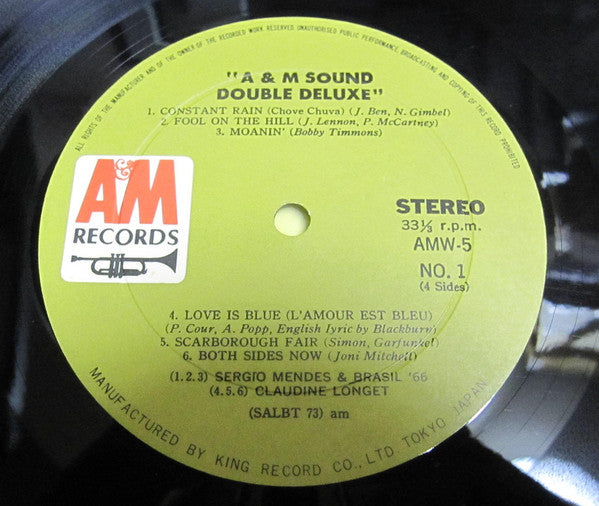 ALL RIGHTS OF THE MANUFACTURER AND OF THE OWNER OF THE RECORDED WORK RESERVED. UNAUTHORISED PUBLIC PERFORMANCE, BROADCASTING AND COPYING OF THIS RECORD PROHIBITED
"A & M SOUND
DOUBLE DELUXE"
1. CONSTANT RAIN (Chove Chuva) (J. Ben, N. Gimbel)
2. FOOL ON THE HILL (J. Lennon, P. McCartney)
3. MOANIN' (Bobby Timmons)
A&M
RECORDS
STEREO
33⅓ r.p.m.
AMW-5
NO. 1
(4 Sides)
4. LOVE IS BLUE (L'AMOUR EST BLEU)
(P. Cour, A. Popp, English lyric by Blackburn)
5. SCARBOROUGH FAIR (Simon, Garfunkel)
6. BOTH SIDES NOW (Joni Mitchell)
(1.2.3) SERGIO MENDES & BRASIL '66
(4.5.6) CLAUDINE LONGET
(SALBT 73) am
MANUFACTURED BY KING RECORD CO., LTD TOKYO JAPAN